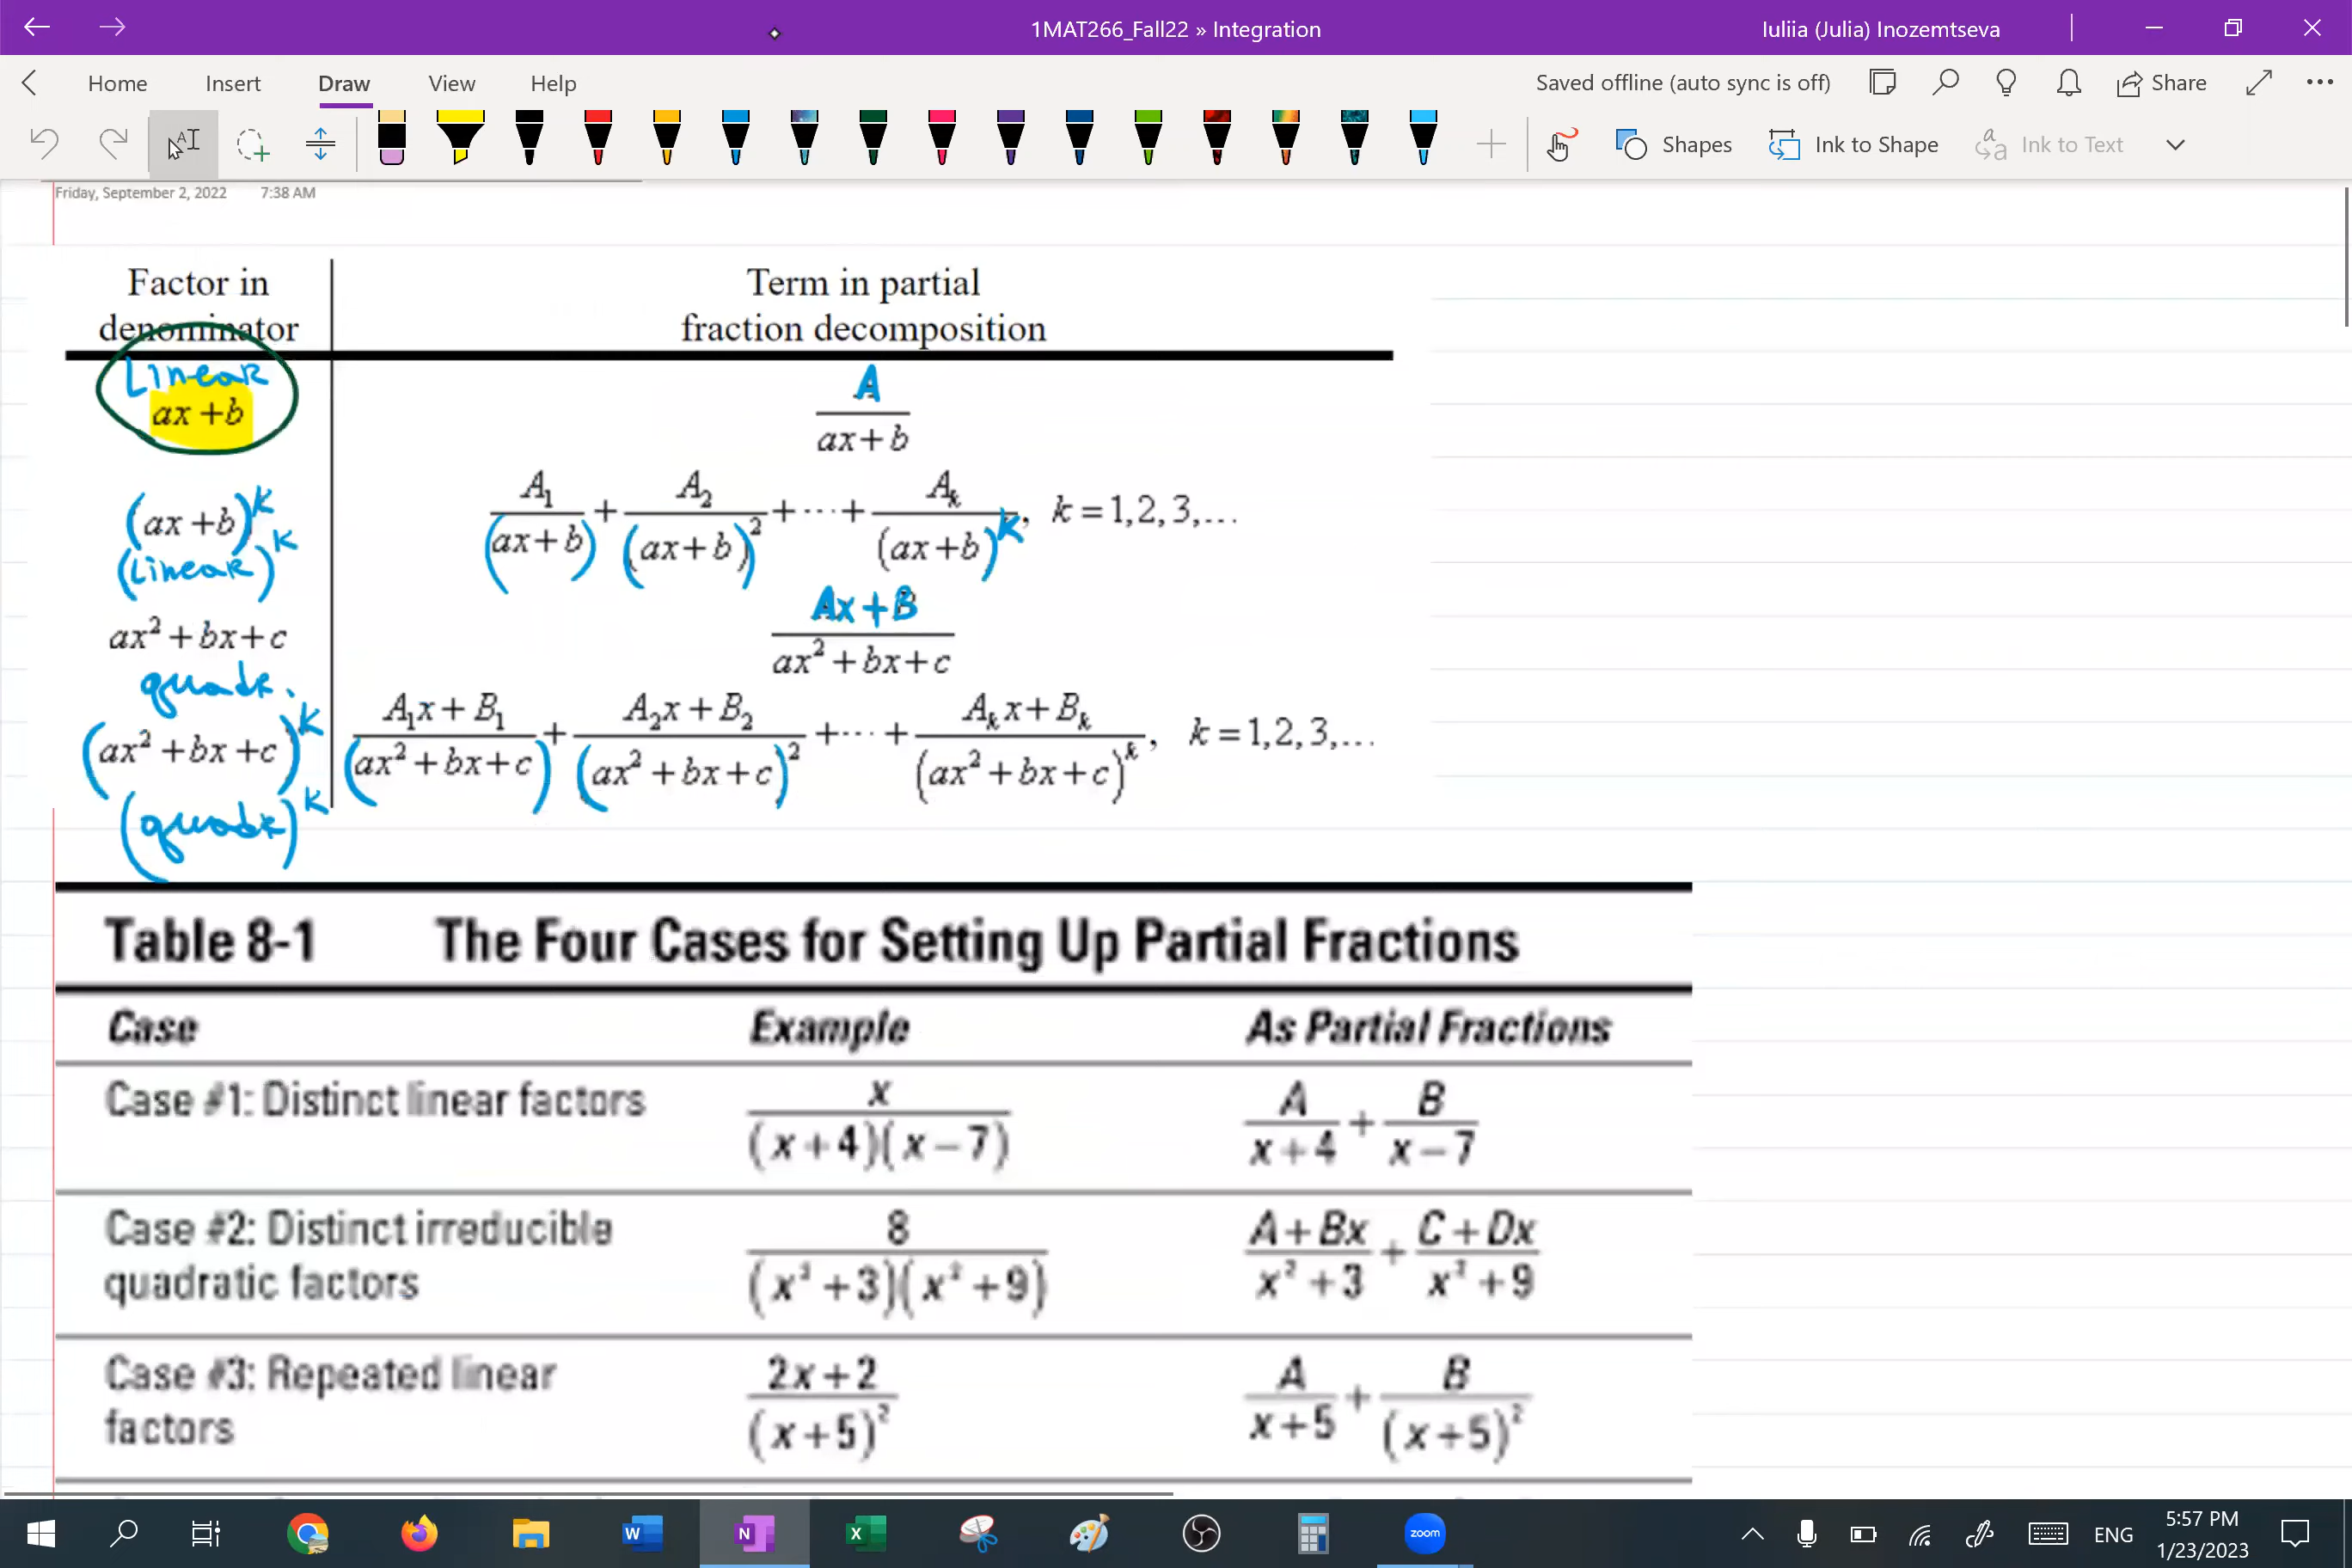 1MAT266_Fall22 » Integration
Iuliia (Julia) Inozemtseva
Home Insert Draw View Help
Saved offline (auto sync is off) Share
Shapes Ink to Shape Ink to Text
Friday, September 2, 2022 7:38 AM
Factor in denominator
Term in partial fraction decomposition
Linear
ax+b
A/(ax+b)
(ax+b)^k
(Linear)^k
A₁/(ax+b) + A₂/(ax+b)² + ⋯ + A_k/(ax+b)^k, k = 1,2,3,...
ax² + bx + c
quadr.
Ax+B/(ax² + bx + c)
(ax² + bx + c)^k
(quadr)^k
(A₁x + B₁)/(ax² + bx + c) + (A₂x + B₂)/(ax² + bx + c)² + ⋯ + (A_kx + B_k)/(ax² + bx + c)^k, k = 1,2,3,...
Table 8-1 The Four Cases for Setting Up Partial Fractions
Case Example As Partial Fractions
Case #1: Distinct linear factors x/((x+4)(x−7)) A/(x+4) + B/(x−7)
Case #2: Distinct irreducible quadratic factors 8/((x²+3)(x²+9)) (A+Bx)/(x²+3) + (C+Dx)/(x²+9)
Case #3: Repeated linear factors (2x+2)/(x+5)² A/(x+5) + B/(x+5)²
zoom
ENG
5:57 PM
1/23/2023